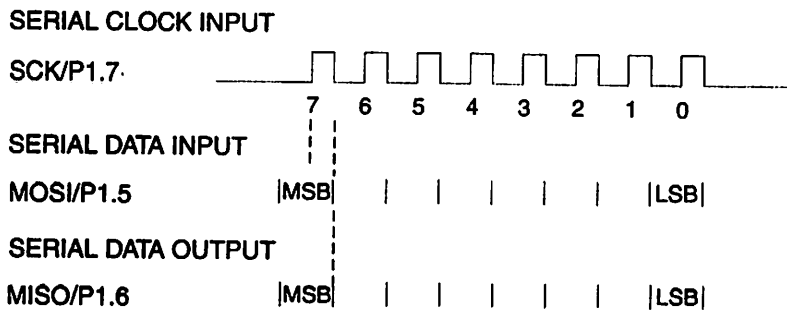 SERIAL CLOCK INPUT
SCK/P1.7
7 6 5 4 3 2 1 0
SERIAL DATA INPUT
MOSI/P1.5 |MSB| | | | | | |LSB|
SERIAL DATA OUTPUT
MISO/P1.6 |MSB| | | | | | |LSB|